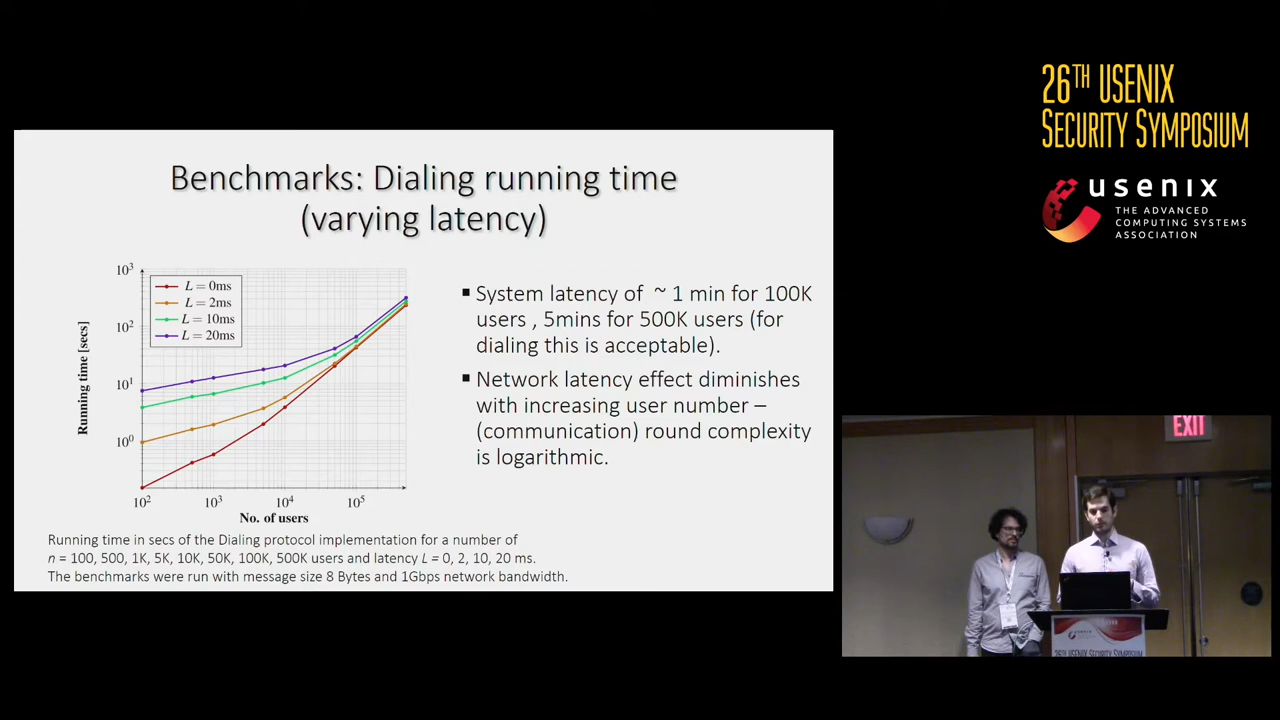 26TH USENIX
SECURITY SYMPOSIUM
usenix
THE ADVANCED
COMPUTING SYSTEMS
ASSOCIATION
Benchmarks: Dialing running time
(varying latency)
10³
10²
10¹
10⁰
Running time [secs]
L = 0ms
L = 2ms
L = 10ms
L = 20ms
10² 10³ 10⁴ 10⁵
No. of users
▪ System latency of ~ 1 min for 100K
users , 5mins for 500K users (for
dialing this is acceptable).
▪ Network latency effect diminishes
with increasing user number –
(communication) round complexity
is logarithmic.
Running time in secs of the Dialing protocol implementation for a number of
n = 100, 500, 1K, 5K, 10K, 50K, 100K, 500K users and latency L = 0, 2, 10, 20 ms.
The benchmarks were run with message size 8 Bytes and 1Gbps network bandwidth.
EXIT
usenix
26TH USENIX SECURITY SYMPOSIUM